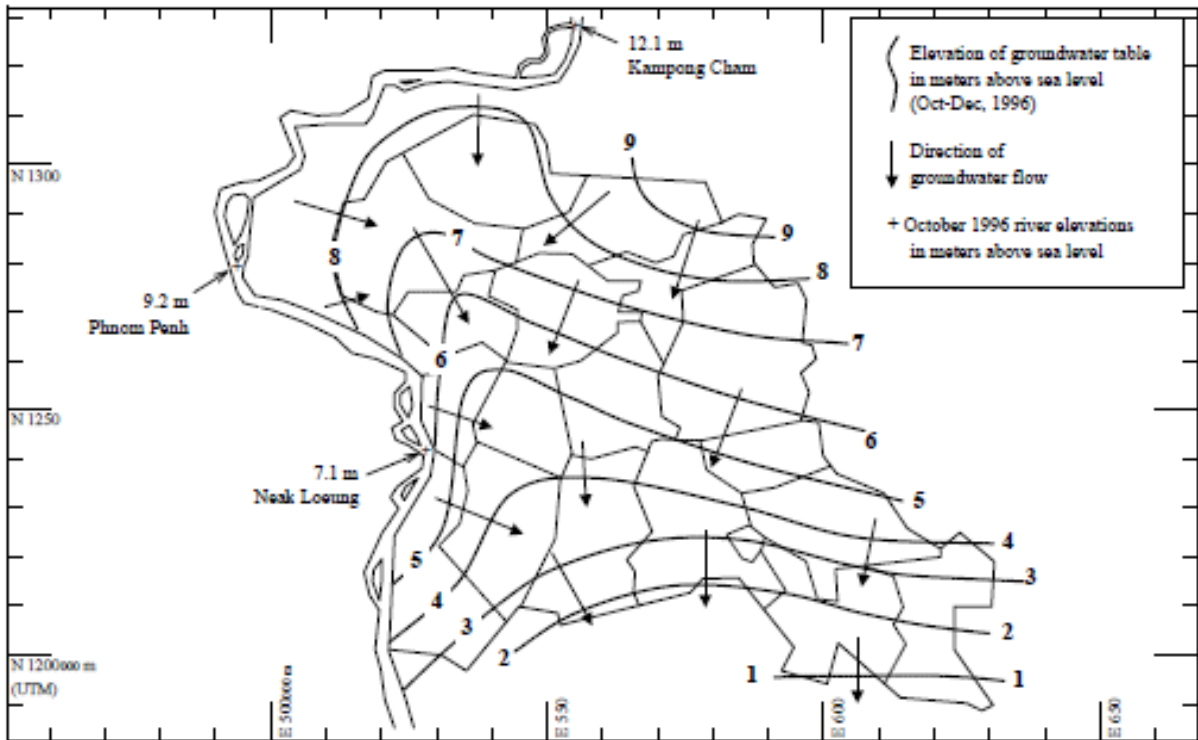 12.1 m
Kampong Cham
Elevation of groundwater table
in meters above sea level
(Oct-Dec, 1996)
Direction of
groundwater flow
+ October 1996 river elevations
in meters above sea level
N 1300
9
9
8
8
7
7
9.2 m
Phnom Penh
6
6
N 1250
7.1 m
Neak Loeung
5
5
4
4
3
3
2
2
1
1
N 1200000 m
(UTM)
E 500000 m
E 550
E 600
E 650